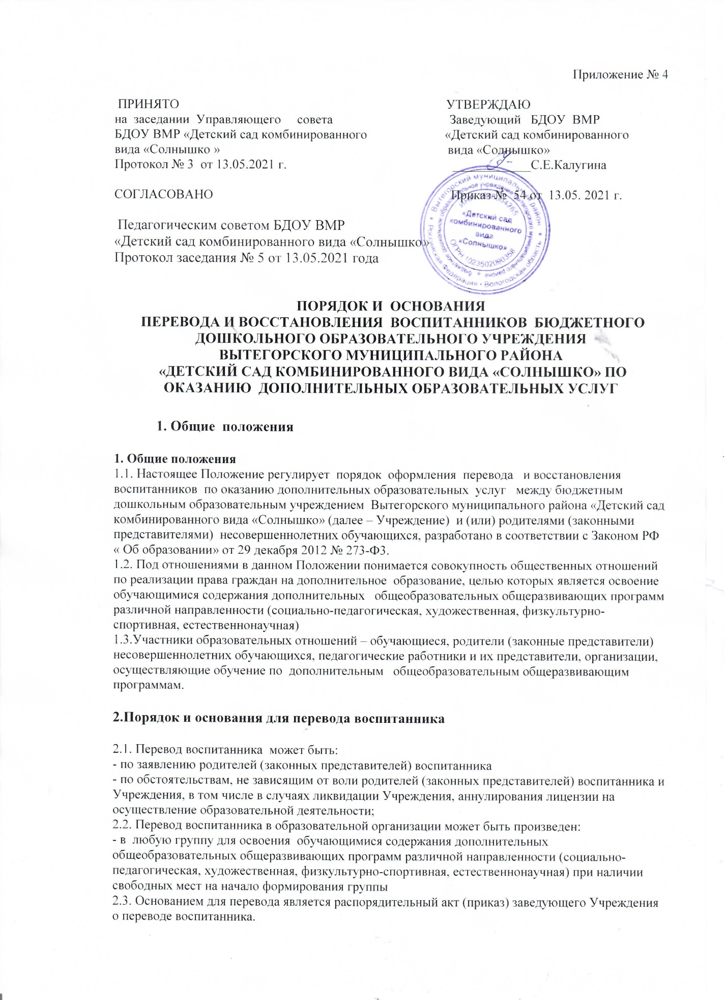 Приложение № 4
ПРИНЯТО
на заседании Управляющего совета
БДОУ ВМР «Детский сад комбинированного
вида «Солнышко »
Протокол № 3 от 13.05.2021 г.
УТВЕРЖДАЮ
Заведующий БДОУ ВМР
«Детский сад комбинированного
вида «Солнышко»
____________С.Е.Калугина
СОГЛАСОВАНО
Приказ № 54 от 13.05. 2021 г.
Педагогическим советом БДОУ ВМР
«Детский сад комбинированного вида «Солнышко»
Протокол заседания № 5 от 13.05.2021 года
Российская Федерация • Вологодская область * Вытегорский муниципальный район *
«Детский сад
комбинированного
вида
«Солнышко»
ОГРН 1023502090358
ПОРЯДОК И ОСНОВАНИЯ
ПЕРЕВОДА И ВОССТАНОВЛЕНИЯ ВОСПИТАННИКОВ БЮДЖЕТНОГО
ДОШКОЛЬНОГО ОБРАЗОВАТЕЛЬНОГО УЧРЕЖДЕНИЯ
ВЫТЕГОРСКОГО МУНИЦИПАЛЬНОГО РАЙОНА
«ДЕТСКИЙ САД КОМБИНИРОВАННОГО ВИДА «СОЛНЫШКО» ПО
ОКАЗАНИЮ ДОПОЛНИТЕЛЬНЫХ ОБРАЗОВАТЕЛЬНЫХ УСЛУГ
1. Общие положения
1. Общие положения
1.1. Настоящее Положение регулирует порядок оформления перевода и восстановления
воспитанников по оказанию дополнительных образовательных услуг между бюджетным
дошкольным образовательным учреждением Вытегорского муниципального района «Детский сад
комбинированного вида «Солнышко» (далее – Учреждение) и (или) родителями (законными
представителями) несовершеннолетних обучающихся, разработано в соответствии с Законом РФ
« Об образовании» от 29 декабря 2012 № 273-ФЗ.
1.2. Под отношениями в данном Положении понимается совокупность общественных отношений
по реализации права граждан на дополнительное образование, целью которых является освоение
обучающимися содержания дополнительных общеобразовательных общеразвивающих программ
различной направленности (социально-педагогическая, художественная, физкультурно-
спортивная, естественнонаучная)
1.3.Участники образовательных отношений – обучающиеся, родители (законные представители)
несовершеннолетних обучающихся, педагогические работники и их представители, организации,
осуществляющие обучение по дополнительным общеобразовательным общеразвивающим
программам.
2.Порядок и основания для перевода воспитанника
2.1. Перевод воспитанника может быть:
- по заявлению родителей (законных представителей) воспитанника
- по обстоятельствам, не зависящим от воли родителей (законных представителей) воспитанника и
Учреждения, в том числе в случаях ликвидации Учреждения, аннулирования лицензии на
осуществление образовательной деятельности;
2.2. Перевод воспитанника в образовательной организации может быть произведен:
- в любую группу для освоения обучающимися содержания дополнительных
общеобразовательных общеразвивающих программ различной направленности (социально-
педагогическая, художественная, физкультурно-спортивная, естественнонаучная) при наличии
свободных мест на начало формирования группы
2.3. Основанием для перевода является распорядительный акт (приказ) заведующего Учреждения
о переводе воспитанника.